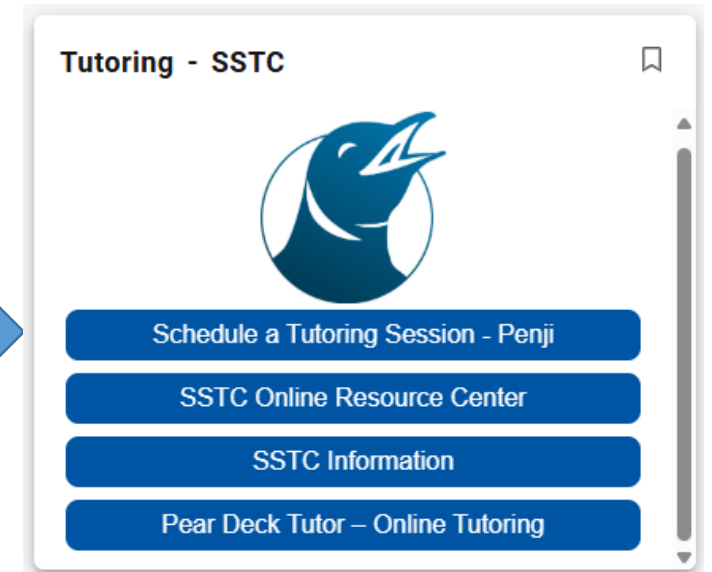 Tutoring - SSTC
Schedule a Tutoring Session - Penji
SSTC Online Resource Center
SSTC Information
Pear Deck Tutor – Online Tutoring